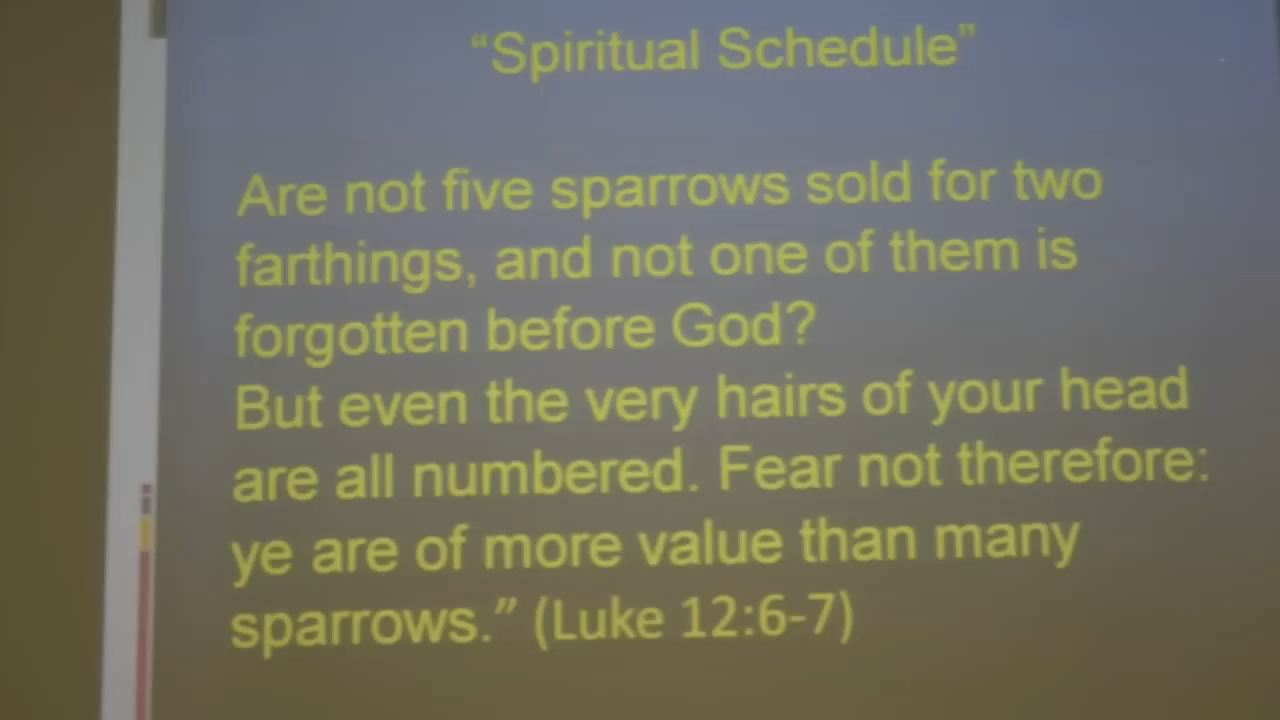 “Spiritual Schedule”
Are not five sparrows sold for two
farthings, and not one of them is
forgotten before God?
But even the very hairs of your head
are all numbered. Fear not therefore:
ye are of more value than many
sparrows.” (Luke 12:6-7)